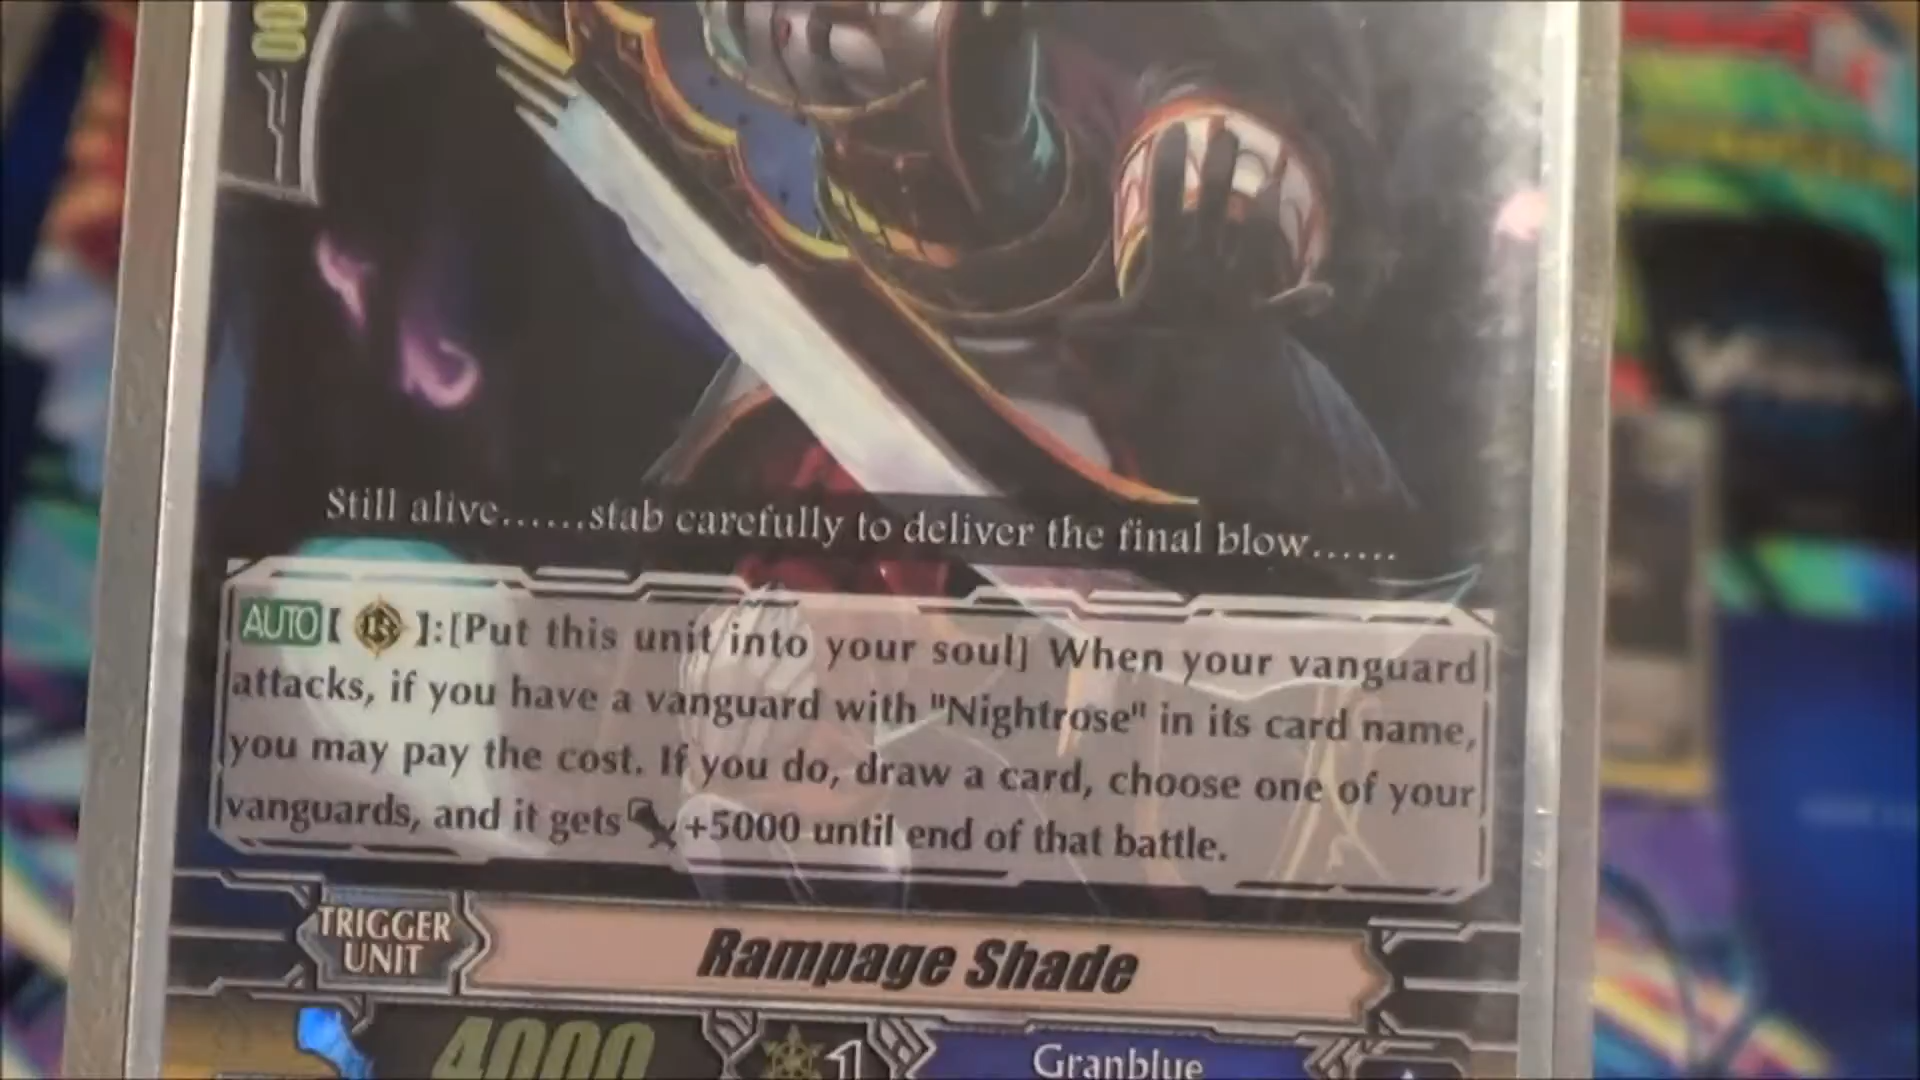 Still alive......stab carefully to deliver the final blow......
AUTO【 】:[Put this unit into your soul] When your vanguard
attacks, if you have a vanguard with "Nightrose" in its card name,
you may pay the cost. If you do, draw a card, choose one of your
vanguards, and it gets +5000 until end of that battle.
TRIGGER
UNIT
Rampage Shade
4000
1
Granblue